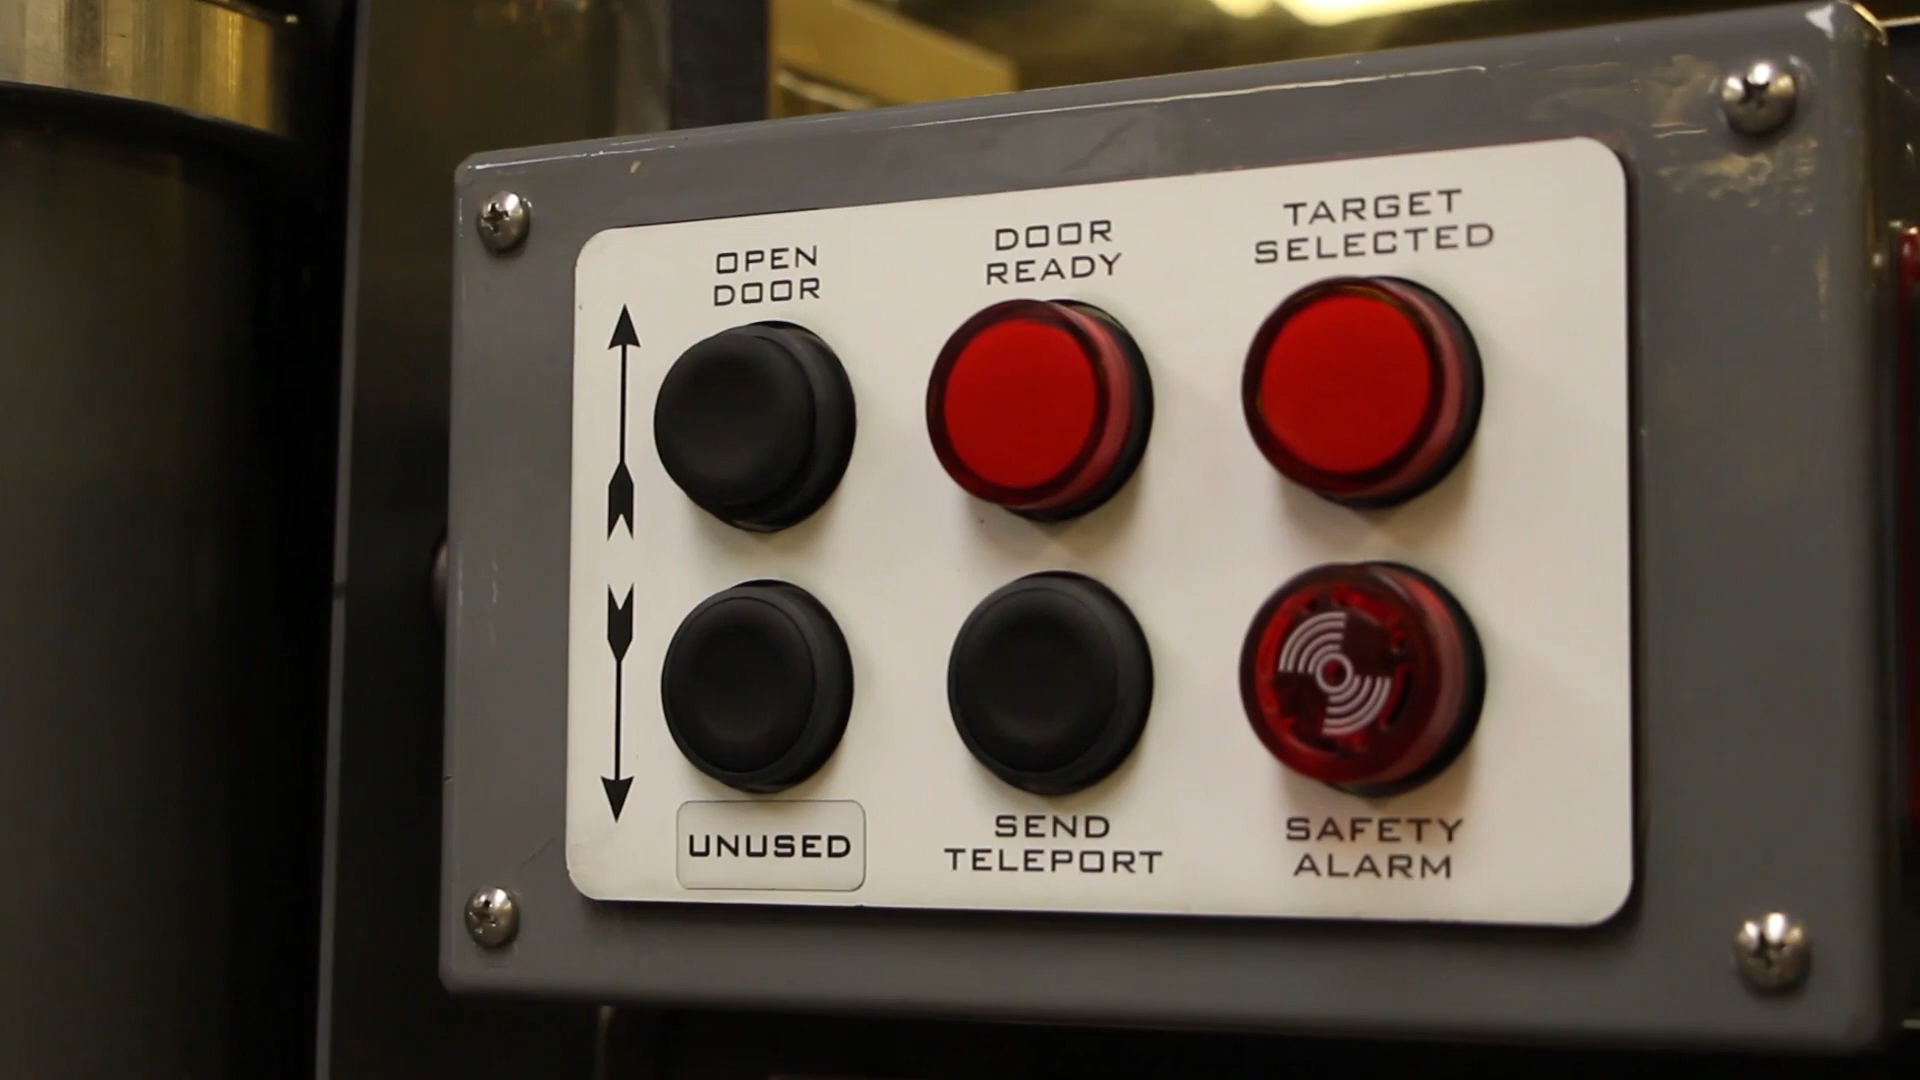 OPEN
DOOR
DOOR
READY
TARGET
SELECTED
UNUSED
SEND
TELEPORT
SAFETY
ALARM